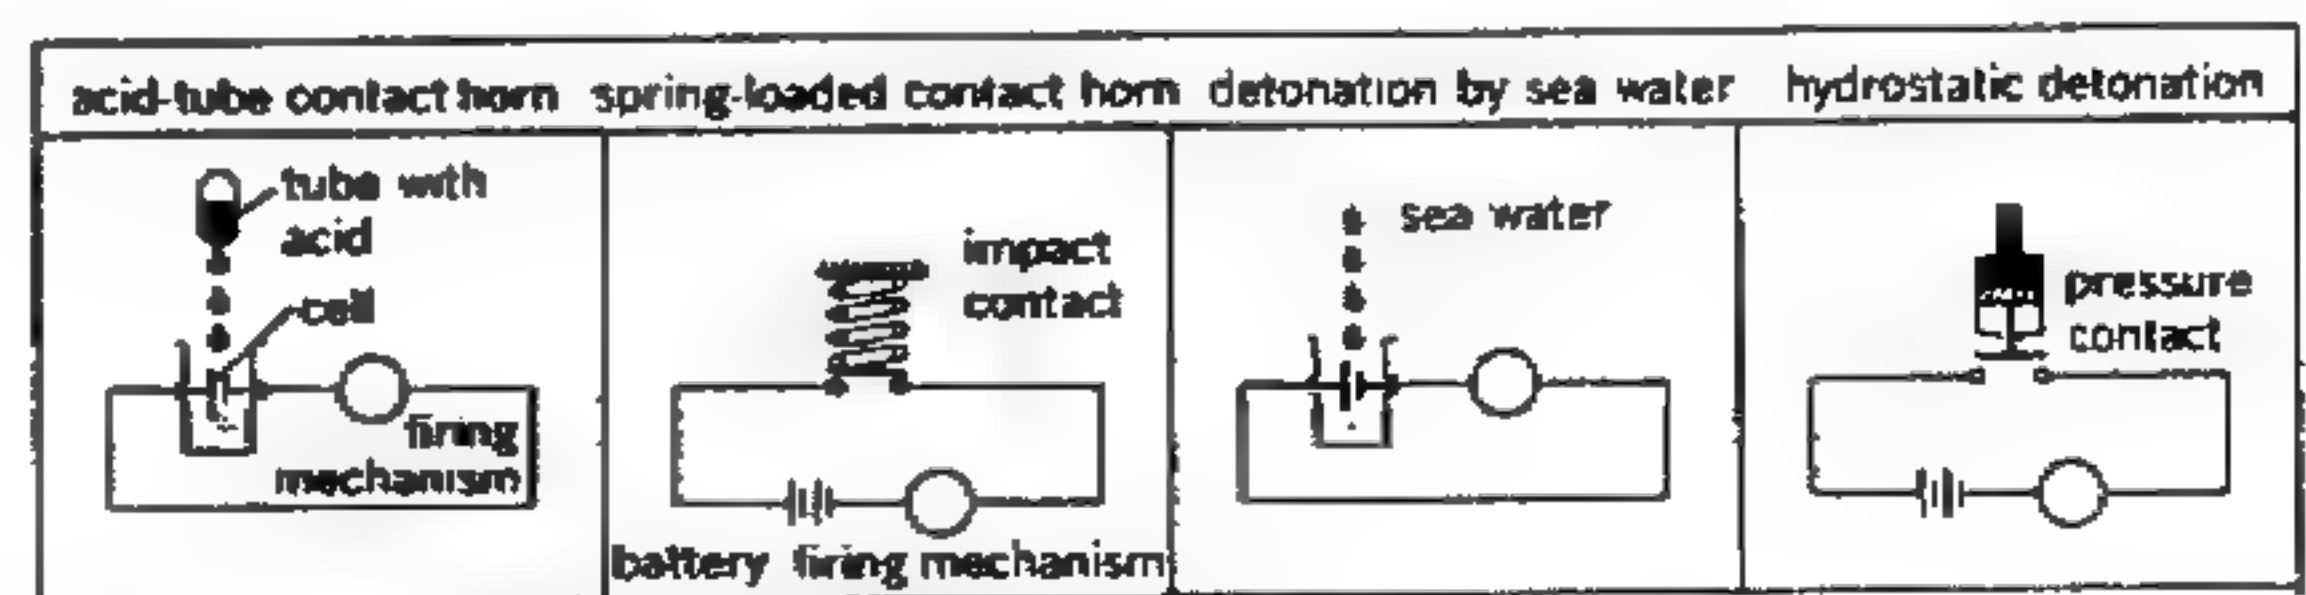 acid-tube contact horn spring-loaded contact horn detonation by sea water hydrostatic detonation
tube with
acid
cell
firing
mechanism
impact
contact
battery firing mechanism
sea water
pressure
contact